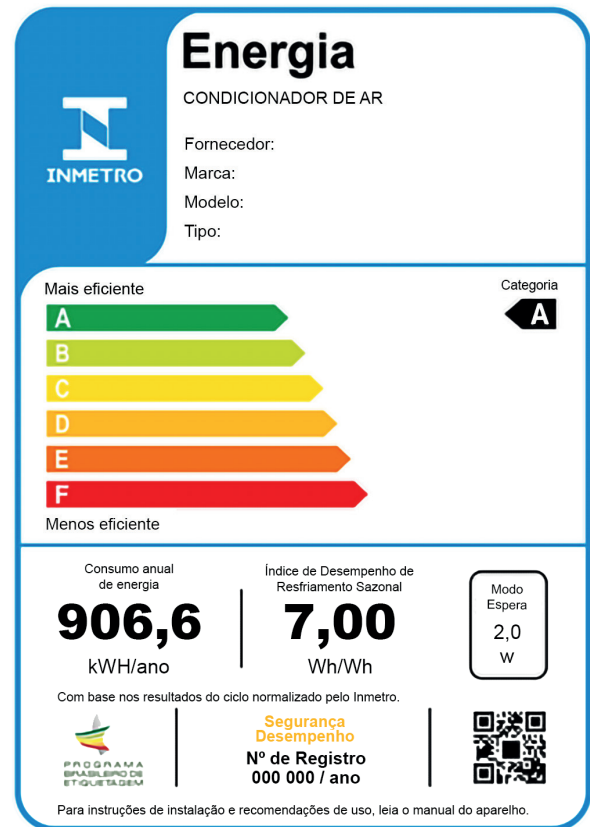 Energia
CONDICIONADOR DE AR
INMETRO
Fornecedor:
Marca:
Modelo:
Tipo:
Mais eficiente
Categoria
A
A
B
C
D
E
F
Menos eficiente
Consumo anual
de energia
906,6
kWH/ano
Índice de Desempenho de
Resfriamento Sazonal
7,00
Wh/Wh
Modo
Espera
2,0
W
Com base nos resultados do ciclo normalizado pelo Inmetro.
PROGRAMA
BRASILEIRO DE
ETIQUETAGEM
Segurança
Desempenho
Nº de Registro
000 000 / ano
Para instruções de instalação e recomendações de uso, leia o manual do aparelho.